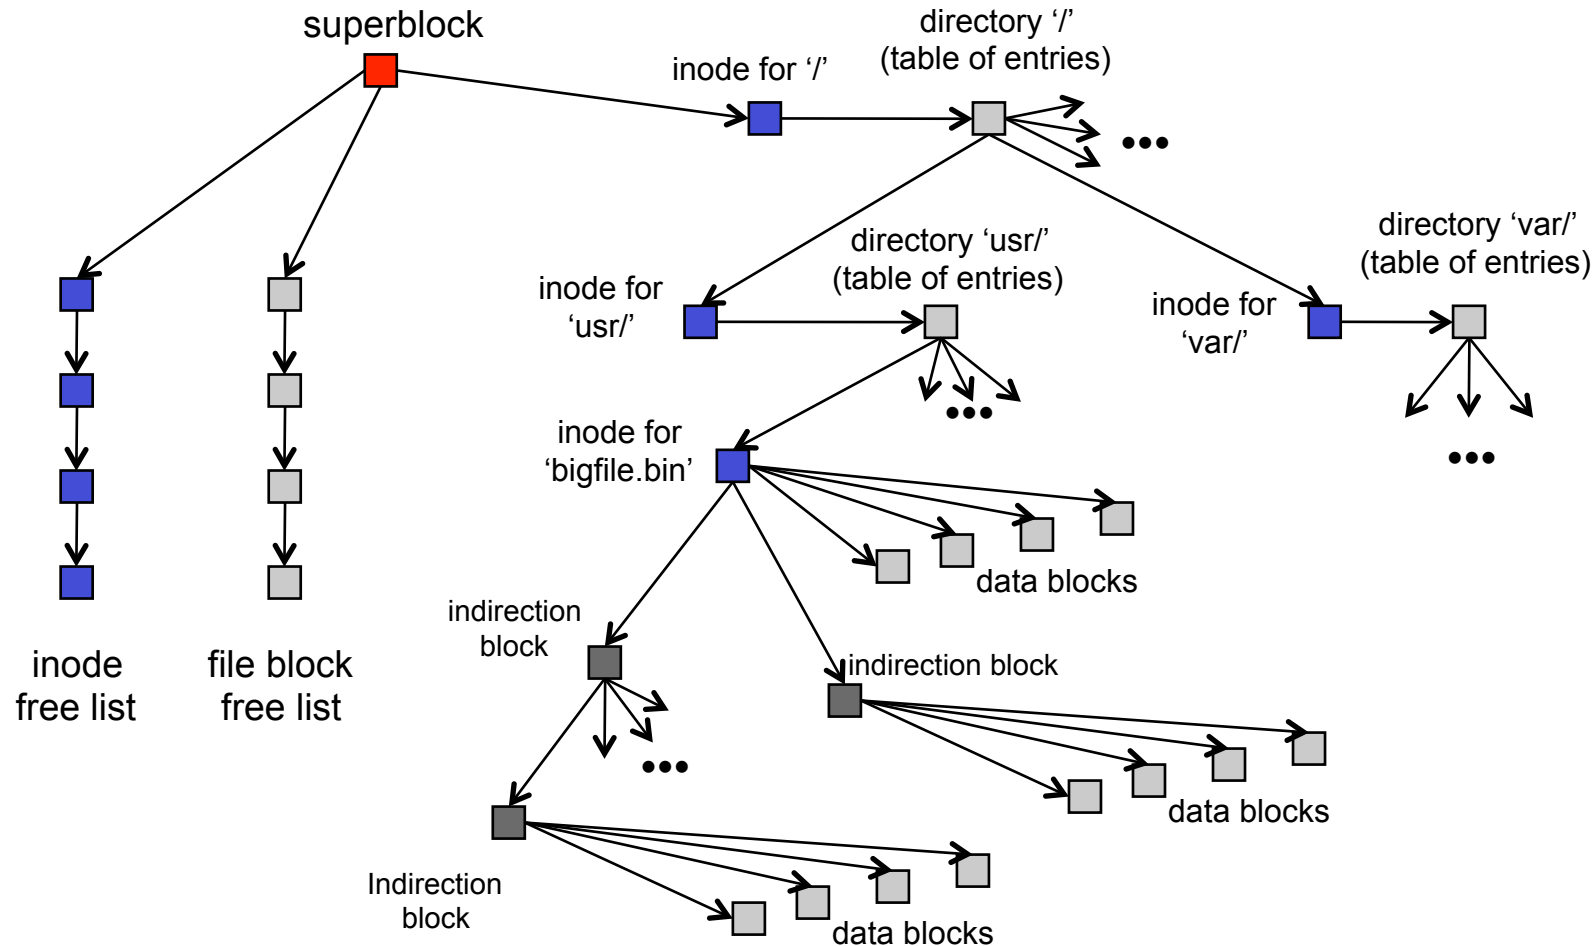 superblock
directory ‘/’
(table of entries)
inode for ‘/’
directory ‘usr/’
(table of entries)
directory ‘var/’
(table of entries)
inode for
‘usr/’
inode for
‘var/’
inode for
‘bigfile.bin’
data blocks
indirection
block
indirection block
inode
free list
file block
free list
data blocks
Indirection
block
data blocks